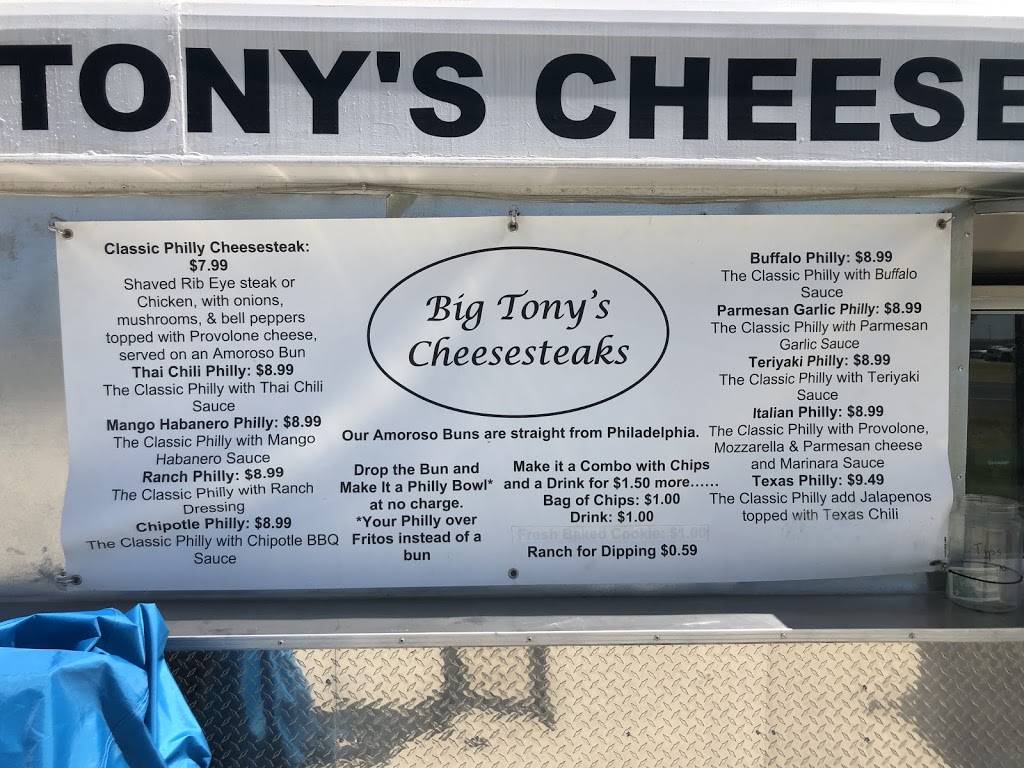 TONY'S CHEESE
Classic Philly Cheesesteak:
$7.99
Shaved Rib Eye steak or
Chicken, with onions,
mushrooms, & bell peppers
topped with Provolone cheese,
served on an Amoroso Bun
Thai Chili Philly: $8.99
The Classic Philly with Thai Chili
Sauce
Mango Habanero Philly: $8.99
The Classic Philly with Mango
Habanero Sauce
Ranch Philly: $8.99
The Classic Philly with Ranch
Dressing
Chipotle Philly: $8.99
The Classic Philly with Chipotle BBQ
Sauce
Big Tony's
Cheesesteaks
Our Amoroso Buns are straight from Philadelphia.
Drop the Bun and
Make It a Philly Bowl*
at no charge.
*Your Philly over
Fritos instead of a
bun
Make it a Combo with Chips
and a Drink for $1.50 more......
Bag of Chips: $1.00
Drink: $1.00
Fresh Baked Cookie: $1.00
Ranch for Dipping $0.59
Buffalo Philly: $8.99
The Classic Philly with Buffalo
Sauce
Parmesan Garlic Philly: $8.99
The Classic Philly with Parmesan
Garlic Sauce
Teriyaki Philly: $8.99
The Classic Philly with Teriyaki
Sauce
Italian Philly: $8.99
The Classic Philly with Provolone,
Mozzarella & Parmesan cheese
and Marinara Sauce
Texas Philly: $9.49
The Classic Philly add Jalapenos
topped with Texas Chili
Tips